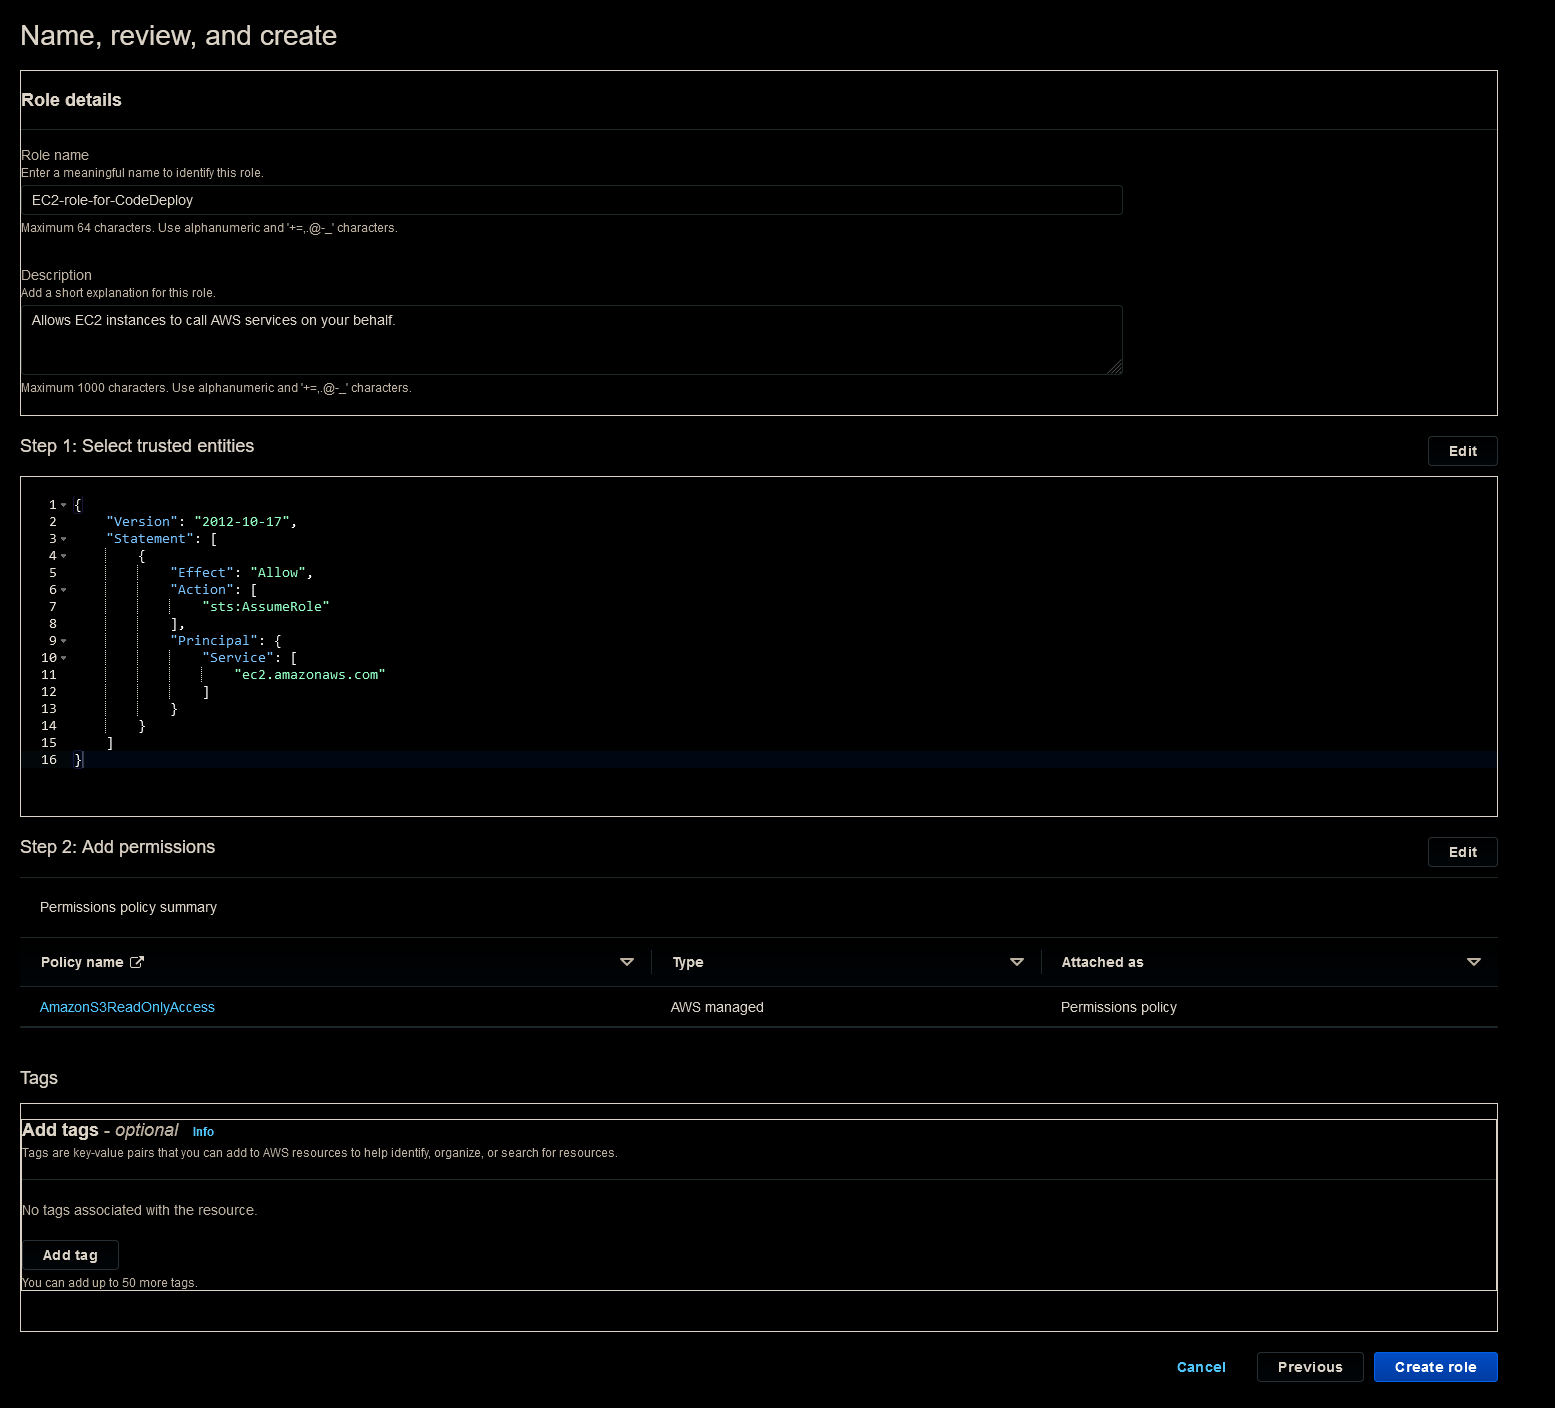 Name, review, and create
Role details
Role name
Enter a meaningful name to identify this role.
EC2-role-for-CodeDeploy
Maximum 64 characters. Use alphanumeric and '+=,.@-_' characters.
Description
Add a short explanation for this role.
Allows EC2 instances to call AWS services on your behalf.
Maximum 1000 characters. Use alphanumeric and '+=,.@-_' characters.
Step 1: Select trusted entities
Edit
1 {
2     "Version": "2012-10-17",
3     "Statement": [
4         {
5             "Effect": "Allow",
6             "Action": [
7                 "sts:AssumeRole"
8             ],
9             "Principal": {
10                 "Service": [
11                     "ec2.amazonaws.com"
12                 ]
13             }
14         }
15     ]
16 }
Step 2: Add permissions
Edit
Permissions policy summary
Policy name Type Attached as
AmazonS3ReadOnlyAccess AWS managed Permissions policy
Tags
Add tags - optional Info
Tags are key-value pairs that you can add to AWS resources to help identify, organize, or search for resources.
No tags associated with the resource.
Add tag
You can add up to 50 more tags.
Cancel Previous Create role